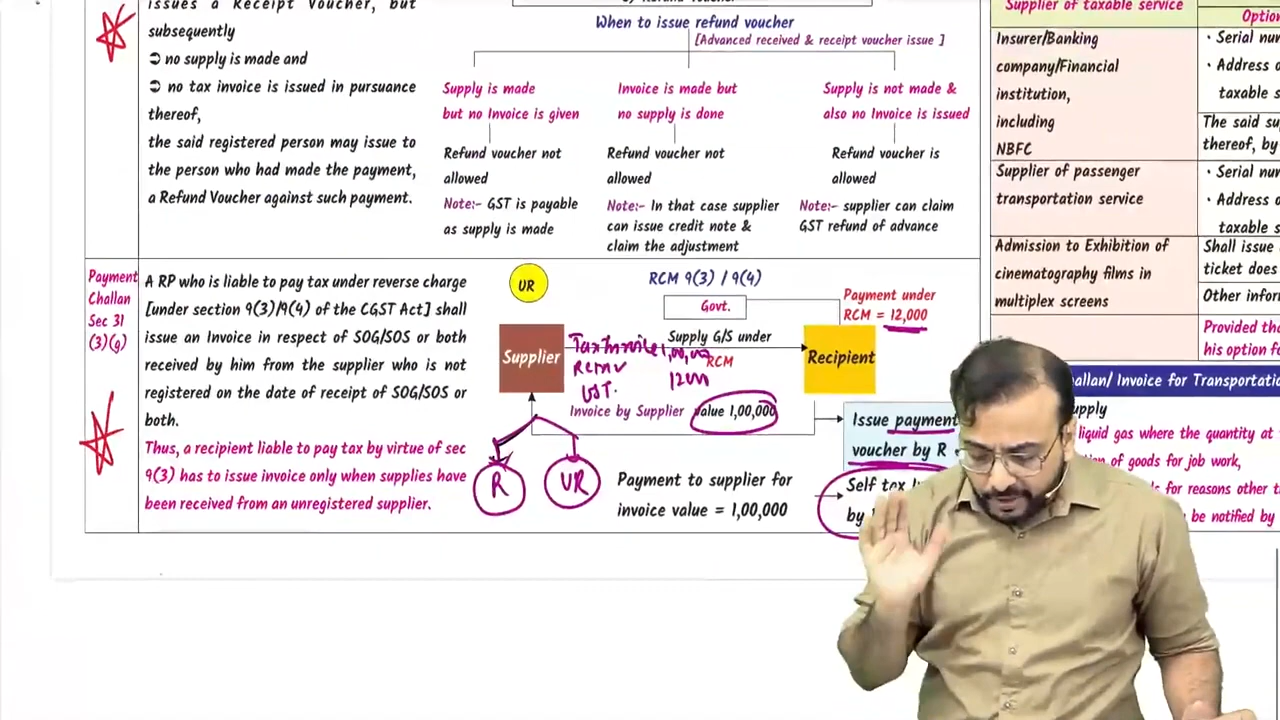 issues a Receipt Voucher, but
subsequently
➲ no supply is made and
➲ no tax invoice is issued in pursuance
thereof,
the said registered person may issue to
the person who had made the payment,
a Refund Voucher against such payment.
When to issue refund voucher
[Advanced received & receipt voucher issue ]
Supply is made
but no Invoice is given
Refund voucher not
allowed
Note:- GST is payable
as supply is made
Invoice is made but
no supply is done
Refund voucher not
allowed
Note:- In that case supplier
can issue credit note &
claim the adjustment
Supply is not made &
also no Invoice is issued
Refund voucher is
allowed
Note:- supplier can claim
GST refund of advance
Payment
Challan
Sec 31
(3)(g)
A RP who is liable to pay tax under reverse charge
[under section 9(3)/9(4) of the CGST Act] shall
issue an Invoice in respect of SOG/SOS or both
received by him from the supplier who is not
registered on the date of receipt of SOG/SOS or
both.
Thus, a recipient liable to pay tax by virtue of sec
9(3) has to issue invoice only when supplies have
been received from an unregistered supplier.
UR
RCM 9(3) / 9(4)
Govt.
Payment under
RCM = 12,000
Supplier
Tax Invoice
Supply G/S under
RCM
Recipient
GST.
Invoice by Supplier
value 1,00,000
R
UR
Payment to supplier for
invoice value = 1,00,000
Issue payment
voucher by R
Self tax
by
Supplier of taxable service
Insurer/Banking
company/Financial
institution,
including
NBFC
• Serial
• Address
taxable
The said
thereof, by
Supplier of passenger
transportation service
• Serial
• Address
taxable
Admission to Exhibition of
cinematography films in
multiplex screens
Shall issue
ticket does
Other
Provided
his option
Challan/ Invoice for
supply
liquid gas where the quantity at
of goods for job work,
for reasons other
be notified by